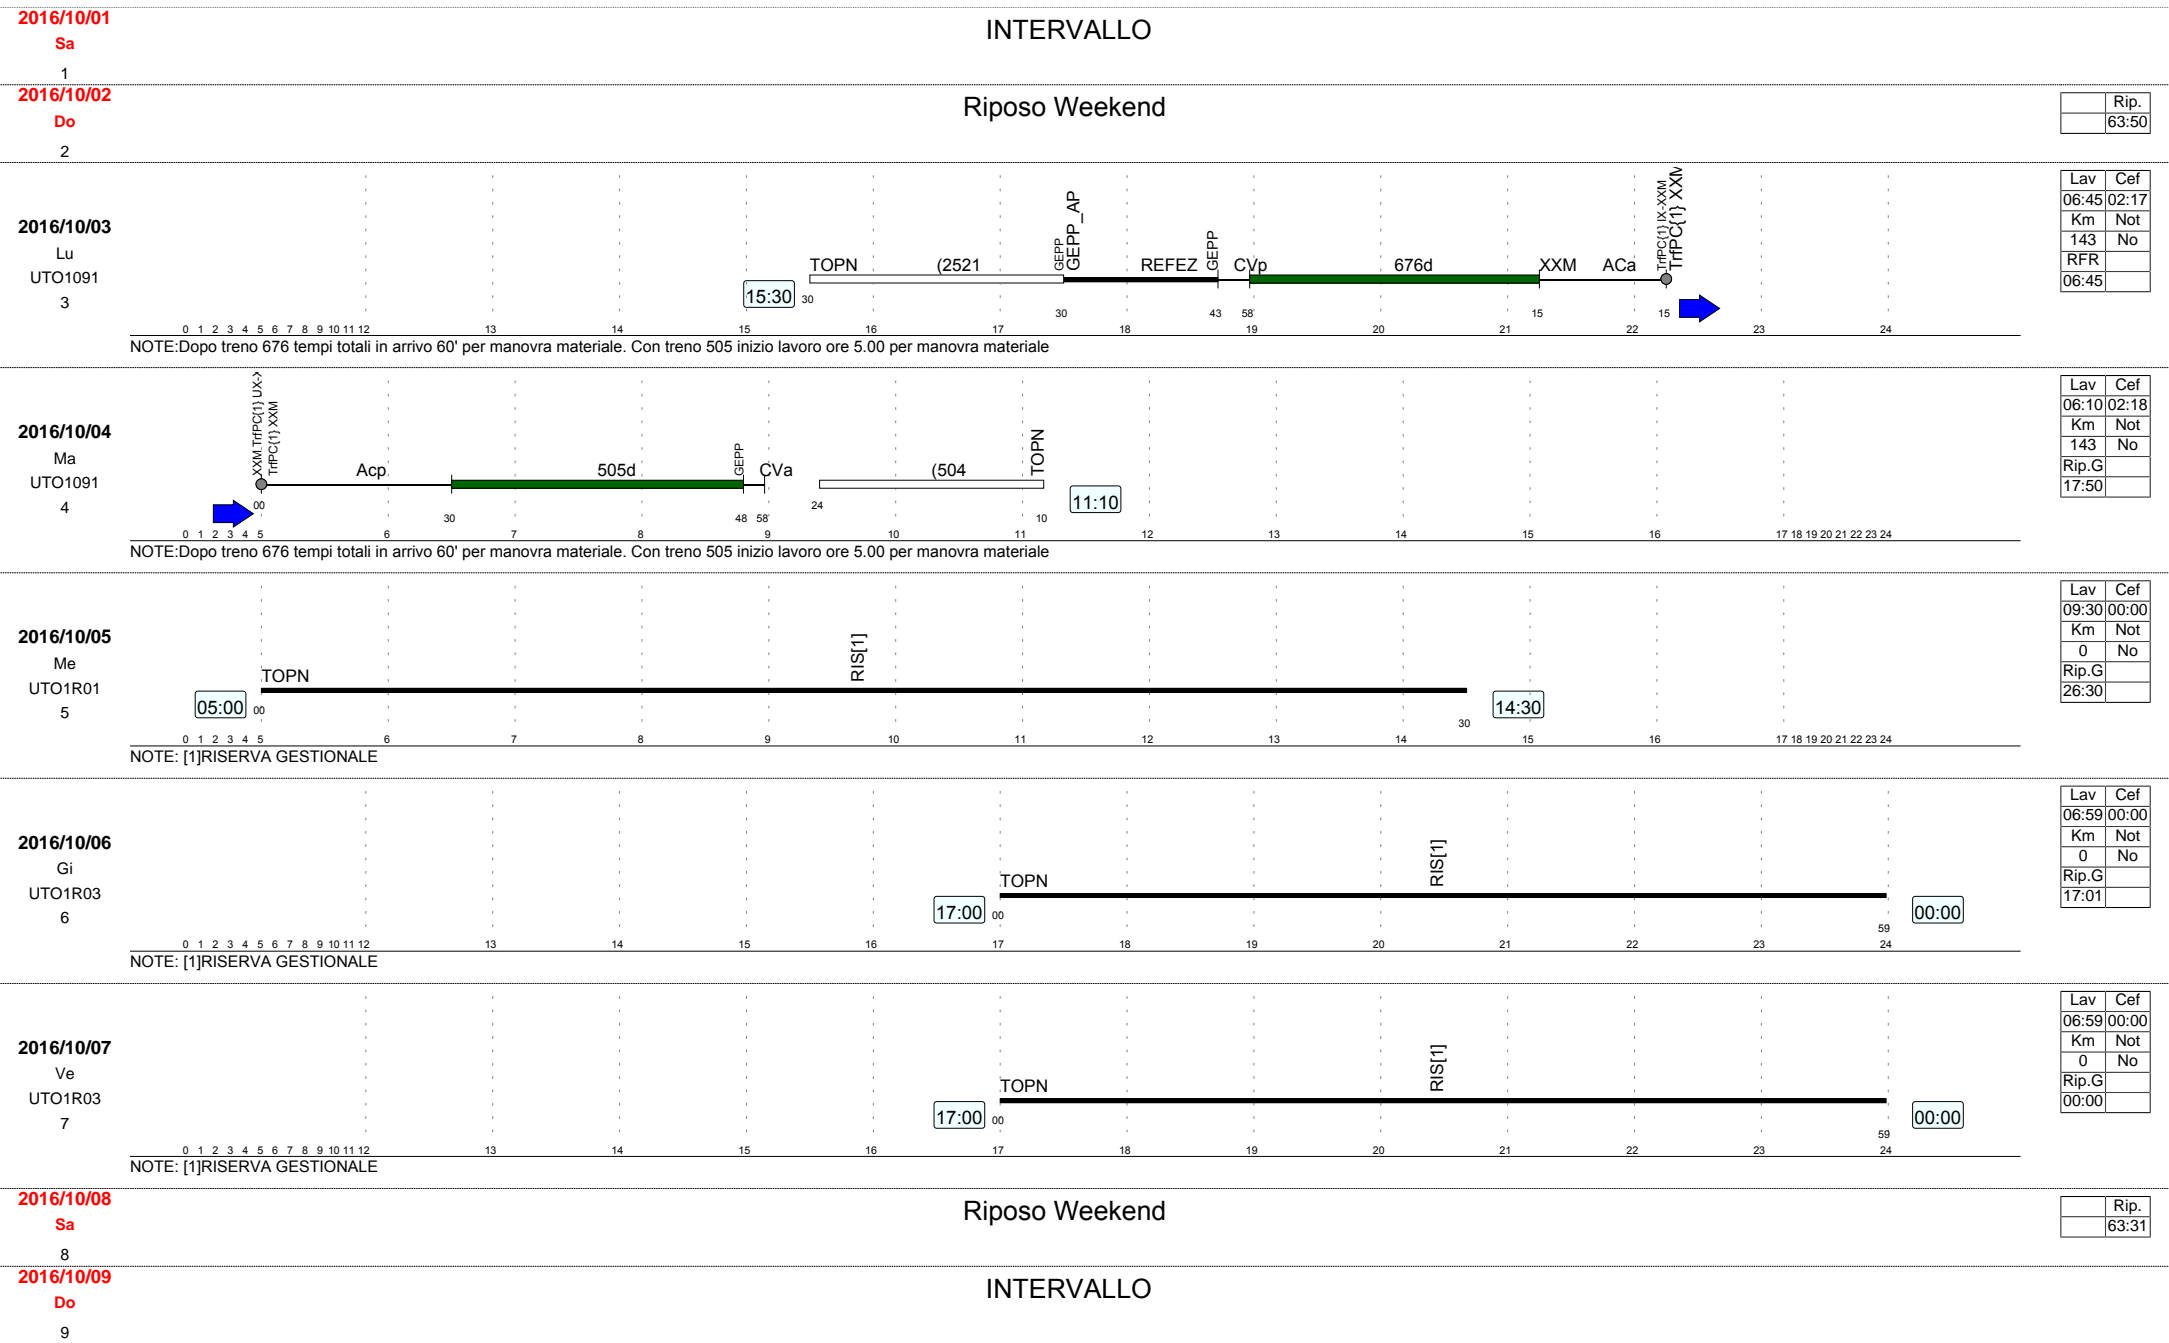 2016/10/01
Sa
1
INTERVALLO
2016/10/02
Do
2
Riposo Weekend
Rip.
63:50
2016/10/03
Lu
UTO1091
3
15:30
30
TOPN (2521 GEPP GEPP_AP REFEZ GEPP CVp 676d XXM ACa TrfPC{1} IX-XXM TrfPC{1} XXM
30 43 58 15 15
0 1 2 3 4 5 6 7 8 9 10 11 12 13 14 15 16 17 18 19 20 21 22 23 24
NOTE:Dopo treno 676 tempi totali in arrivo 60' per manovra materiale. Con treno 505 inizio lavoro ore 5.00 per manovra materiale
Lav Cef
06:45 02:17
Km Not
143 No
RFR
06:45
2016/10/04
Ma
UTO1091
4
XXM TrfPC{1} UX-X
TrfPC{1} XXM
Acp 505d GEPP CVa (504 TOPN
00 30 48 58 24 10
11:10
0 1 2 3 4 5 6 7 8 9 10 11 12 13 14 15 16 17 18 19 20 21 22 23 24
NOTE:Dopo treno 676 tempi totali in arrivo 60' per manovra materiale. Con treno 505 inizio lavoro ore 5.00 per manovra materiale
Lav Cef
06:10 02:18
Km Not
143 No
Rip.G
17:50
2016/10/05
Me
UTO1R01
5
05:00
00
TOPN RIS[1]
30
14:30
0 1 2 3 4 5 6 7 8 9 10 11 12 13 14 15 16 17 18 19 20 21 22 23 24
NOTE: [1]RISERVA GESTIONALE
Lav Cef
09:30 00:00
Km Not
0 No
Rip.G
26:30
2016/10/06
Gi
UTO1R03
6
17:00
00
TOPN RIS[1]
59
00:00
0 1 2 3 4 5 6 7 8 9 10 11 12 13 14 15 16 17 18 19 20 21 22 23 24
NOTE: [1]RISERVA GESTIONALE
Lav Cef
06:59 00:00
Km Not
0 No
Rip.G
17:01
2016/10/07
Ve
UTO1R03
7
17:00
00
TOPN RIS[1]
59
00:00
0 1 2 3 4 5 6 7 8 9 10 11 12 13 14 15 16 17 18 19 20 21 22 23 24
NOTE: [1]RISERVA GESTIONALE
Lav Cef
06:59 00:00
Km Not
0 No
Rip.G
00:00
2016/10/08
Sa
8
Riposo Weekend
Rip.
63:31
2016/10/09
Do
9
INTERVALLO